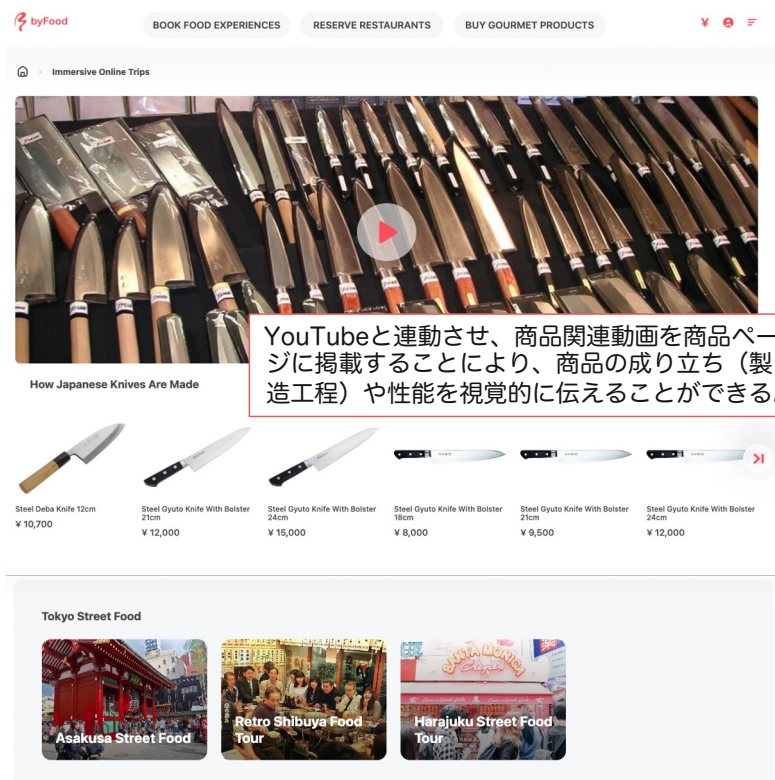 byFood
BOOK FOOD EXPERIENCES
RESERVE RESTAURANTS
BUY GOURMET PRODUCTS
¥
Immersive Online Trips
YouTubeと連動させ、商品関連動画を商品ペー
ジに掲載することにより、商品の成り立ち（製
造工程）や性能を視覚的に伝えることができる。
How Japanese Knives Are Made
Steel Deba Knife 12cm
¥ 10,700
Steel Gyuto Knife With Bolster
21cm
¥ 12,000
Steel Gyuto Knife With Bolster
24cm
¥ 15,000
Steel Gyuto Knife With Bolster
18cm
¥ 8,000
Steel Gyuto Knife With Bolster
21cm
¥ 9,500
Steel Gyuto Knife With Bolster
24cm
¥ 12,000
Tokyo Street Food
Asakusa Street Food
Retro Shibuya Food
Tour
SANTA MONICA
Crepes
Harajuku Street Food
Tour